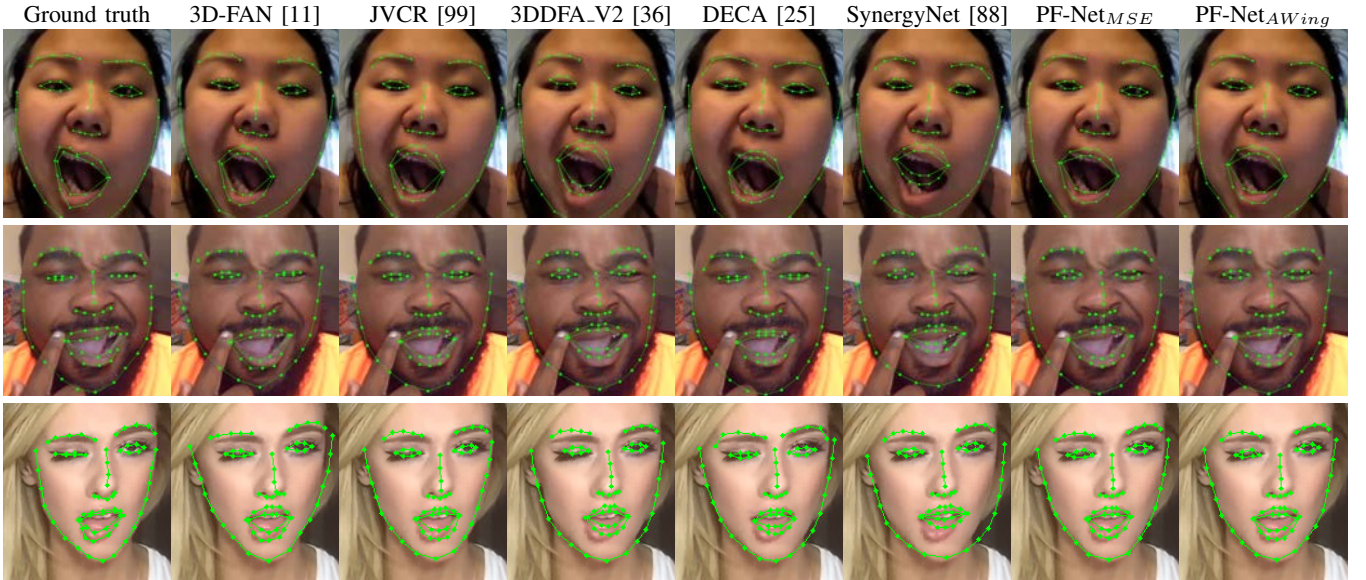 Ground truth 3D-FAN [11] JVCR [99] 3DDFA_V2 [36] DECA [25] SynergyNet [88] PF-Net_MSE PF-Net_AWing